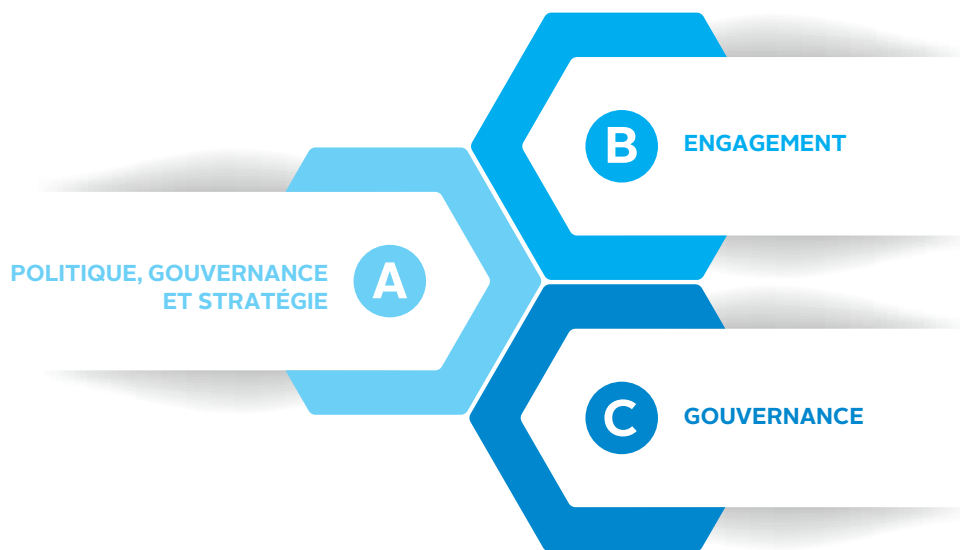 A
POLITIQUE, GOUVERNANCE
ET STRATÉGIE
B
ENGAGEMENT
C
GOUVERNANCE